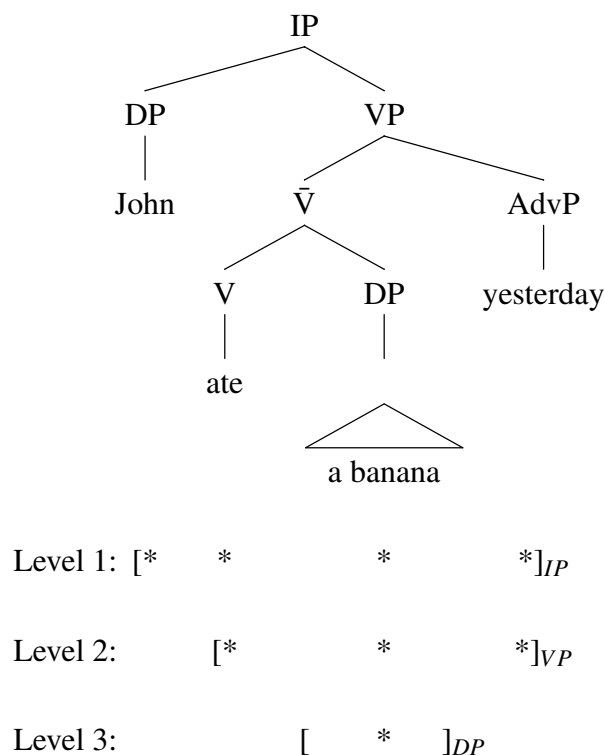 IP
DP VP
John V̄ AdvP
V DP yesterday
ate
a banana
Level 1: [* * * *]IP
Level 2: [* * *]VP
Level 3: [ * ]DP